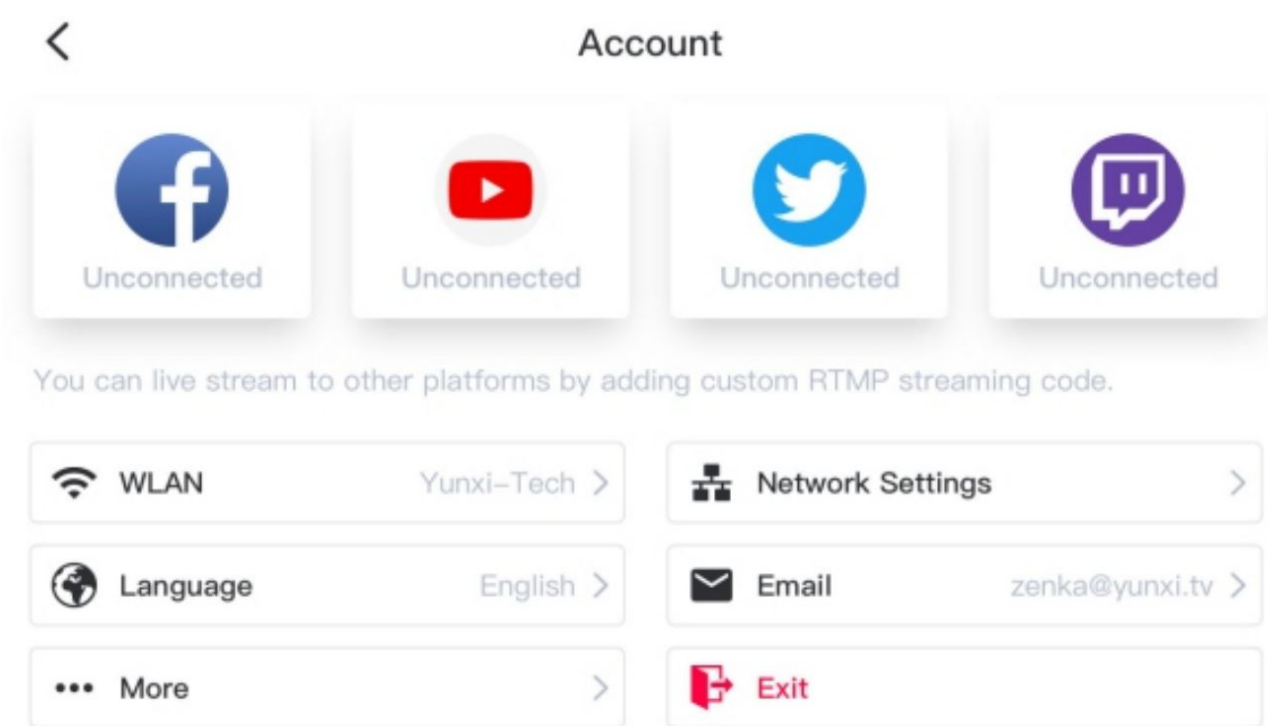 Account
Unconnected Unconnected Unconnected Unconnected
You can live stream to other platforms by adding custom RTMP streaming code.
WLAN Yunxi-Tech Network Settings
Language English Email zenka@yunxi.tv
More Exit